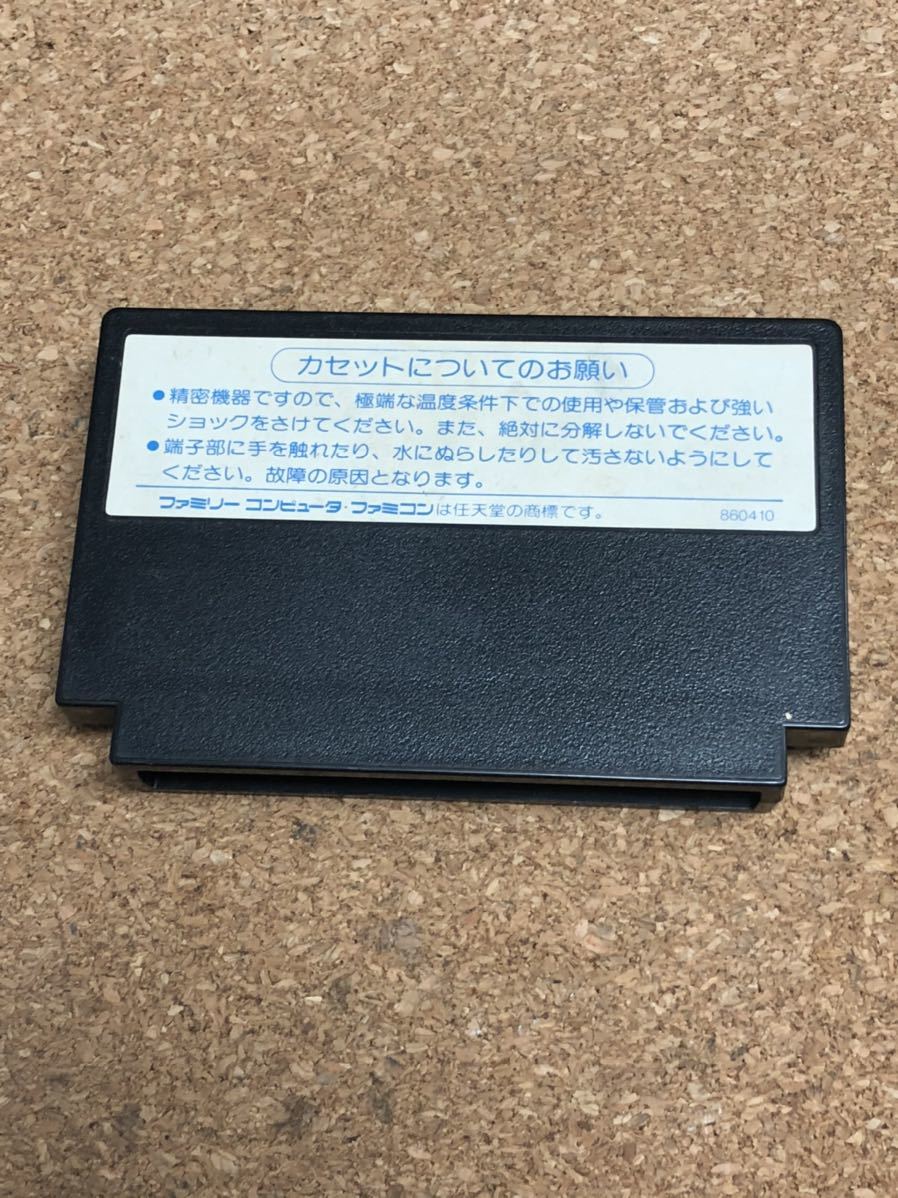 カセットについてのお願い
●精密機器ですので、極端な温度条件下での使用や保管および強い
ショックをさけてください。また、絶対に分解しないでください。
●端子部に手を触れたり、水にぬらしたりして汚さないようにして
ください。故障の原因となります。
ファミリー コンピュータ・ファミコンは任天堂の商標です。 860410